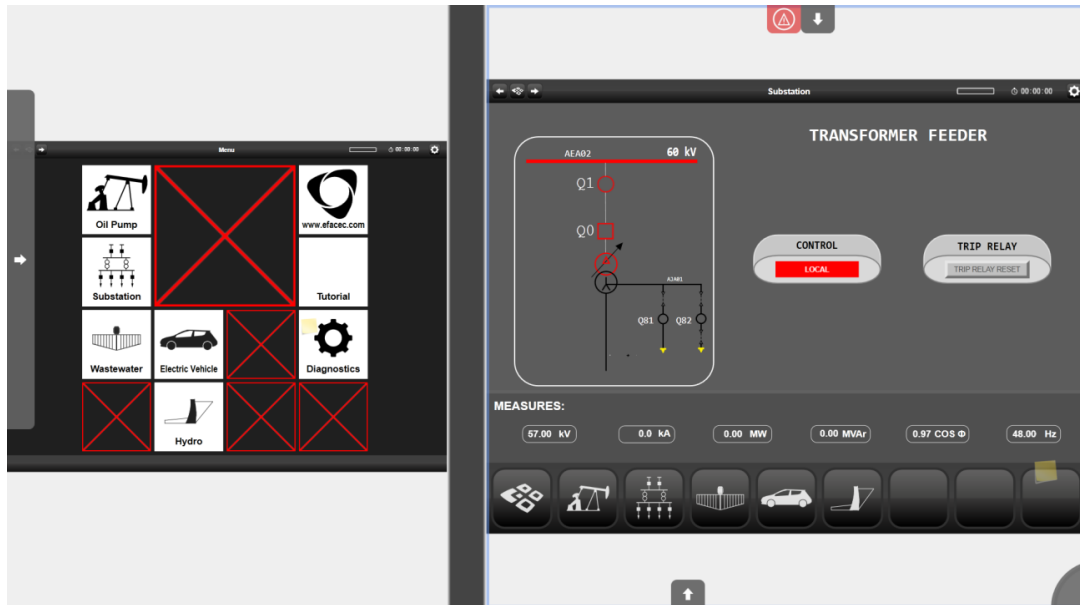 Menu
00:00:00
Oil Pump
www.efacec.com
Substation
Tutorial
Wastewater
Electric Vehicle
Diagnostics
Hydro
Substation
00:00:00
TRANSFORMER FEEDER
AEA02
60 kV
Q1
Q0
AJA01
Q81
Q82
CONTROL
LOCAL
TRIP RELAY
TRIP RELAY RESET
MEASURES:
57.00 kV
0.0 kA
0.00 MW
0.00 MVAr
0.97 COS Φ
48.00 Hz